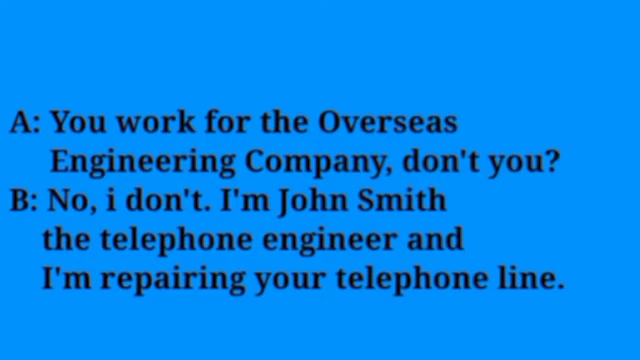 A: You work for the Overseas
Engineering Company, don't you?
B: No, i don't. I'm John Smith
the telephone engineer and
I'm repairing your telephone line.